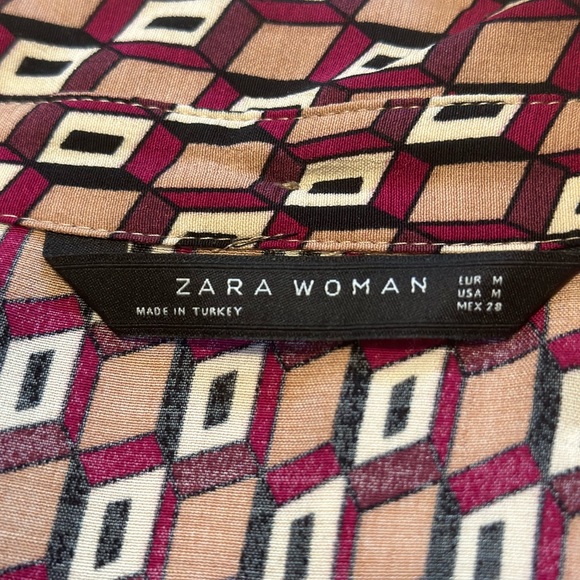 ZARA WOMAN
MADE IN TURKEY
EUR M
USA M
MEX 28